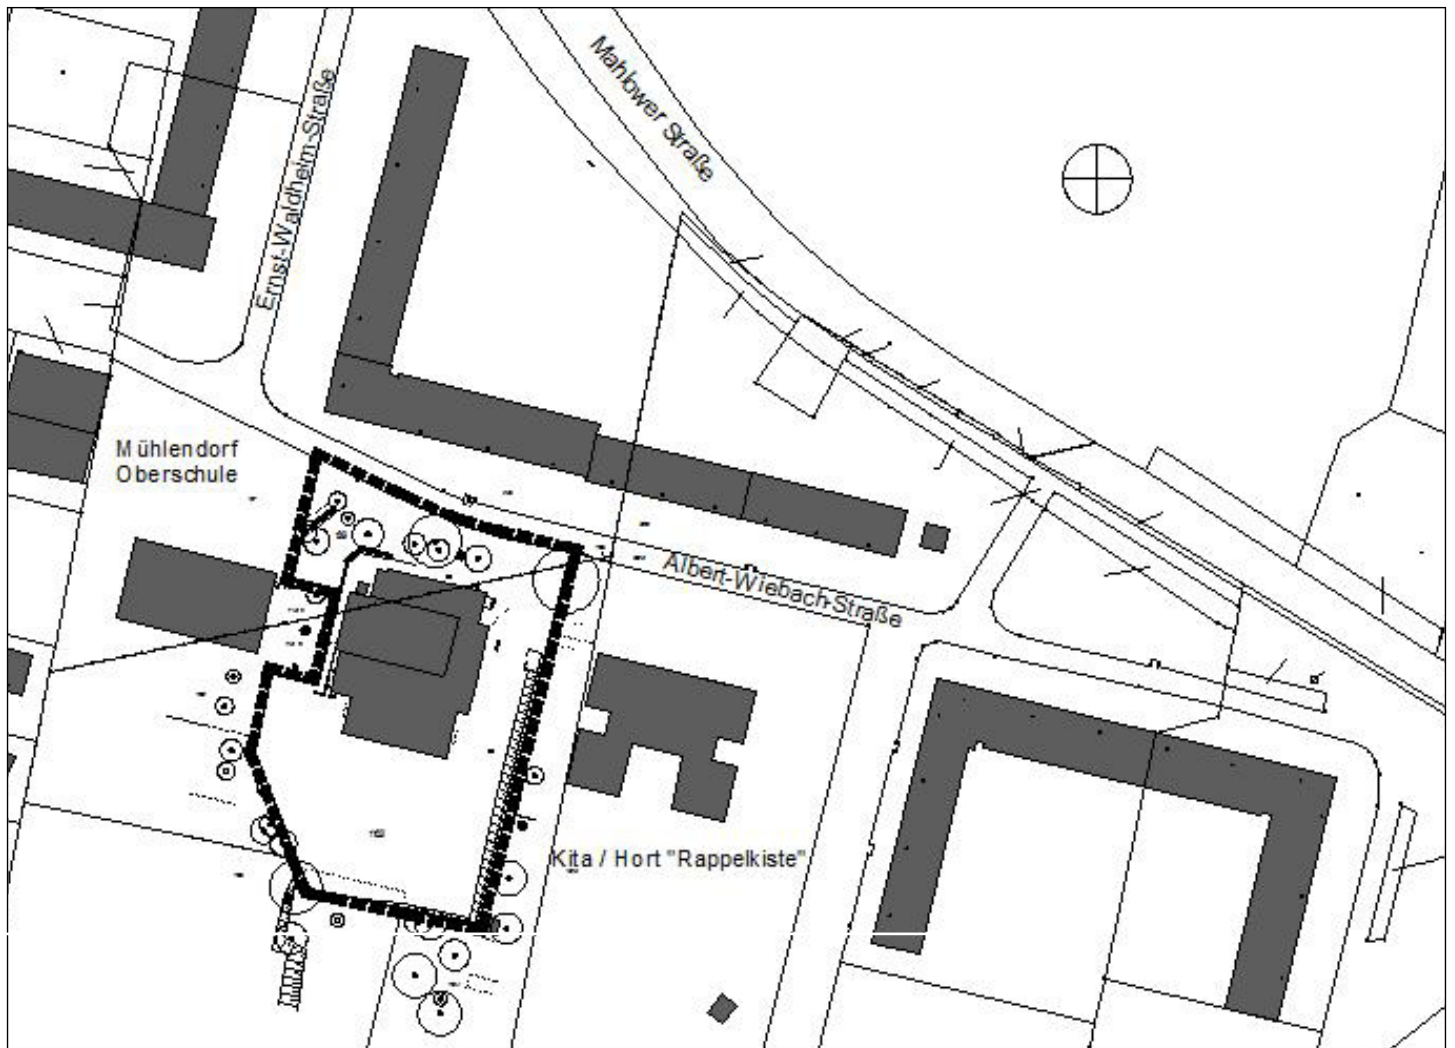 Mahlower Straße
Ernst-Waldheim-Straße
Mühlendorf
Oberschule
Albert-Wiebach-Straße
Kita / Hort "Rappelkiste"